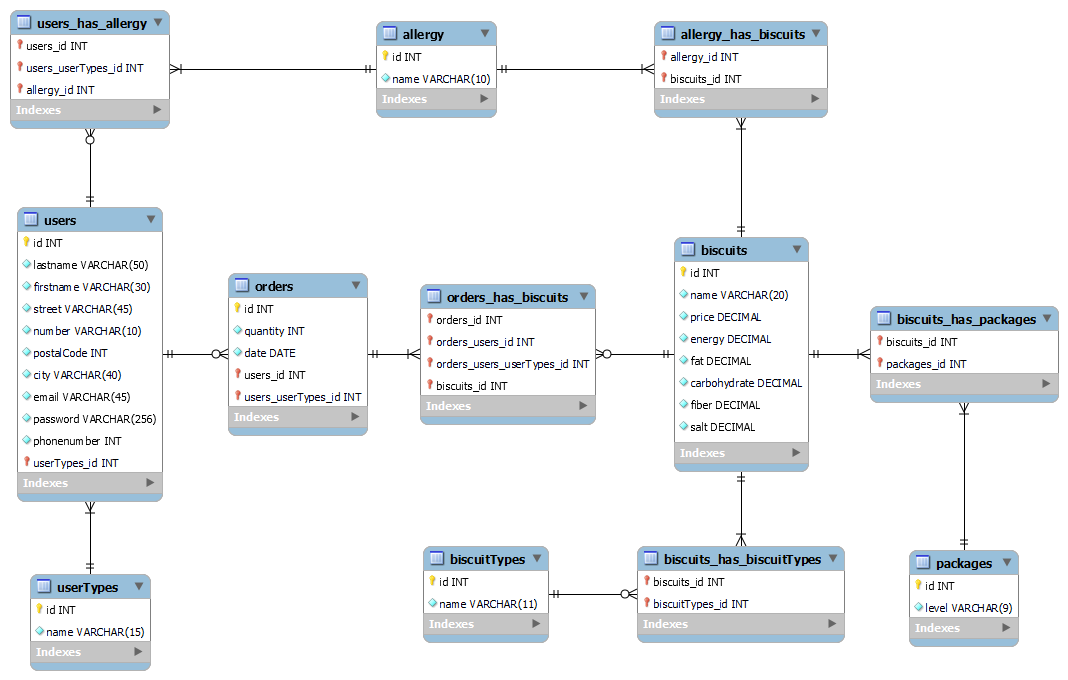 users_has_allergy
users_id INT
users_userTypes_id INT
allergy_id INT
Indexes
allergy
id INT
name VARCHAR(10)
Indexes
allergy_has_biscuits
allergy_id INT
biscuits_id INT
Indexes
users
id INT
lastname VARCHAR(50)
firstname VARCHAR(30)
street VARCHAR(45)
number VARCHAR(10)
postalCode INT
city VARCHAR(40)
email VARCHAR(45)
password VARCHAR(256)
phonenumber INT
userTypes_id INT
Indexes
orders
id INT
quantity INT
date DATE
users_id INT
users_userTypes_id INT
Indexes
orders_has_biscuits
orders_id INT
orders_users_id INT
orders_users_userTypes_id INT
biscuits_id INT
Indexes
biscuits
id INT
name VARCHAR(20)
price DECIMAL
energy DECIMAL
fat DECIMAL
carbohydrate DECIMAL
fiber DECIMAL
salt DECIMAL
Indexes
biscuits_has_packages
biscuits_id INT
packages_id INT
Indexes
userTypes
id INT
name VARCHAR(15)
Indexes
biscuitTypes
id INT
name VARCHAR(11)
Indexes
biscuits_has_biscuitTypes
biscuits_id INT
biscuitTypes_id INT
Indexes
packages
id INT
level VARCHAR(9)
Indexes